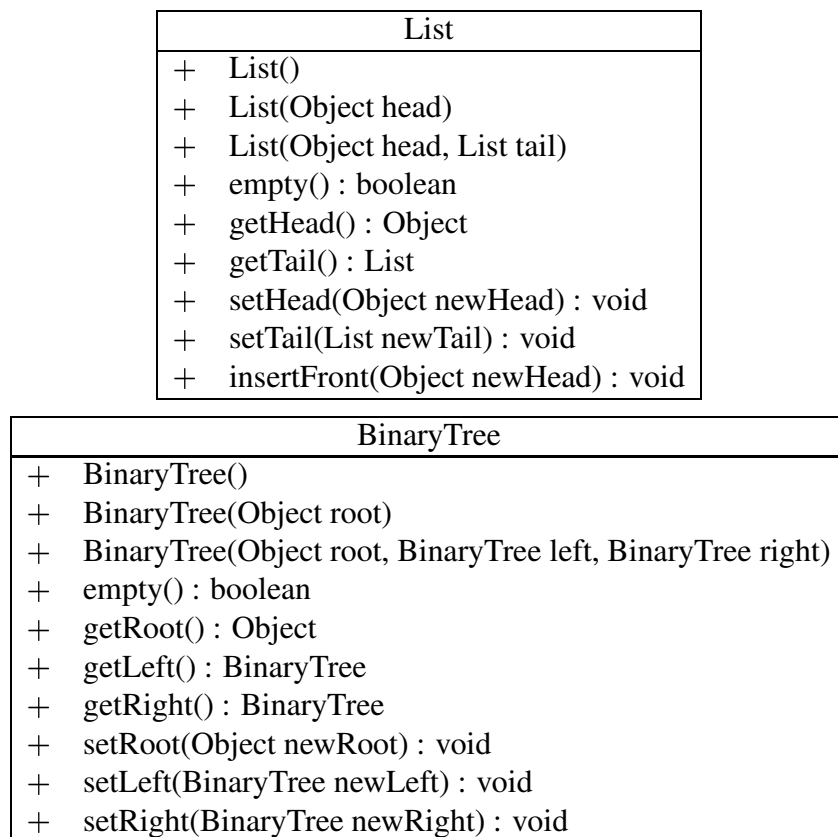 List
+ List()
+ List(Object head)
+ List(Object head, List tail)
+ empty() : boolean
+ getHead() : Object
+ getTail() : List
+ setHead(Object newHead) : void
+ setTail(List newTail) : void
+ insertFront(Object newHead) : void
BinaryTree
+ BinaryTree()
+ BinaryTree(Object root)
+ BinaryTree(Object root, BinaryTree left, BinaryTree right)
+ empty() : boolean
+ getRoot() : Object
+ getLeft() : BinaryTree
+ getRight() : BinaryTree
+ setRoot(Object newRoot) : void
+ setLeft(BinaryTree newLeft) : void
+ setRight(BinaryTree newRight) : void